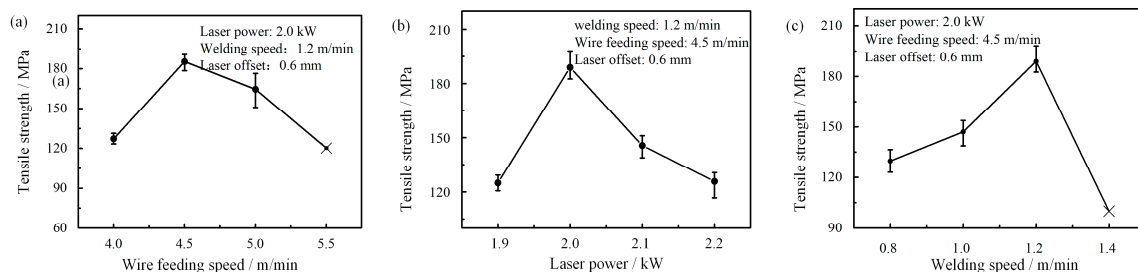 (a)
Laser power: 2.0 kW
Welding speed: 1.2 m/min
Laser offset: 0.6 mm
(a)
Tensile strength / MPa
210
180
150
120
90
60
4.0
4.5
5.0
5.5
Wire feeding speed / m/min
(b)
welding speed: 1.2 m/min
Wire feeding speed: 4.5 m/min
Laser offset: 0.6 mm
Tensile strength / MPa
210
180
150
120
1.9
2.0
2.1
2.2
Laser power / kW
(c)
Laser power: 2.0 kW
Wire feeding speed: 4.5 m/min
Laser offset: 0.6 mm
Tensile strength / MPa
210
180
150
120
90
0.8
1.0
1.2
1.4
Welding speed / m/min